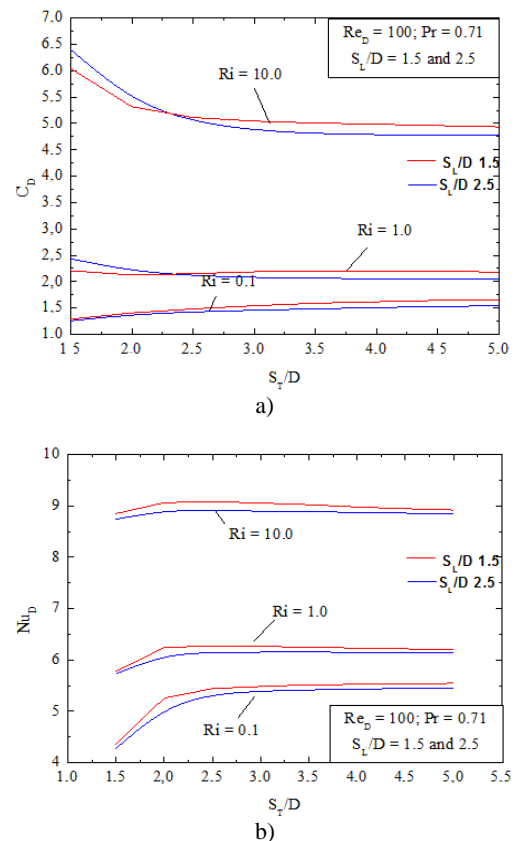 7.0
6.5
6.0
5.5
5.0
4.5
4.0
3.5
3.0
2.5
2.0
1.5
1.0
C_D
Re_D = 100; Pr = 0.71
S_L/D = 1.5 and 2.5
Ri = 10.0
S_L/D 1.5
S_L/D 2.5
Ri = 1.0
Ri = 0.1
1 5 2.0 2.5 3.0 3.5 4.0 4 5 5.0
S_T/D
a)
10
9
8
7
6
5
4
Nu_D
Ri = 10.0
S_L/D 1.5
S_L/D 2.5
Ri = 1.0
Ri = 0.1
Re_D = 100; Pr = 0.71
S_L/D = 1.5 and 2.5
1.0 1.5 2,0 2.5 3.0 3.5 4.0 4.5 5.0 5.5
S_T/D
b)